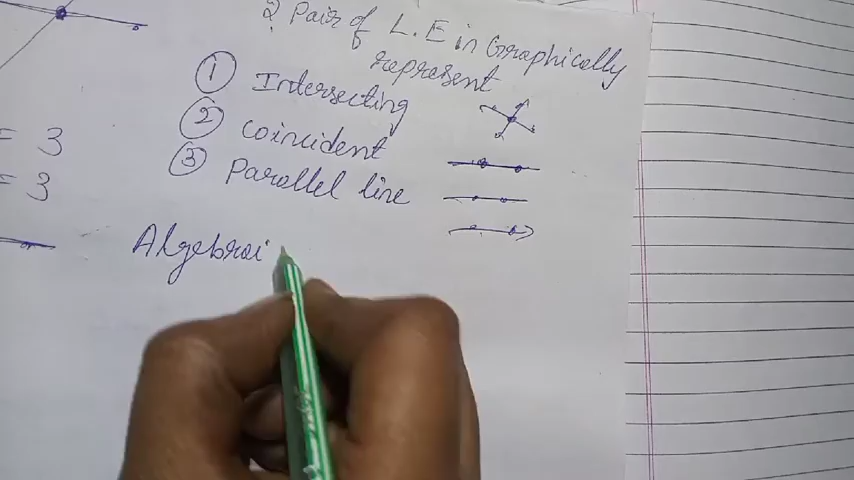 2 Pair of L.E in Graphically
represent
① Intersecting
② coincident
③ Parallel line
= 3
= 3
Algebrai